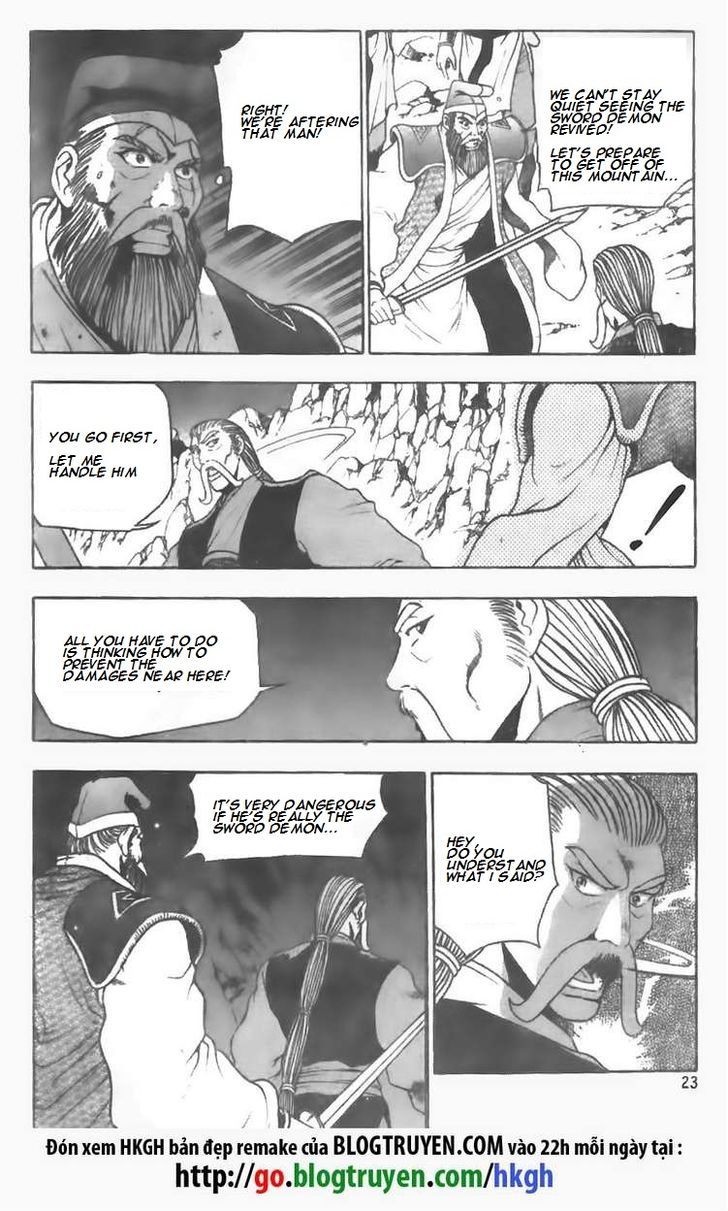 RIGHT!
WE'RE AFTERING
THAT MAN!
WE CAN'T STAY
QUIET SEEING THE
SWORD DEMON
REVIVED!
LET'S PREPARE
TO GET OFF OF
THIS MOUNTAIN...
YOU GO FIRST,
LET ME
HANDLE HIM
!
ALL YOU HAVE TO DO
IS THINKING HOW TO
PREVENT THE
DAMAGES NEAR HERE!
IT'S VERY DANGEROUS
IF HE'S REALLY THE
SWORD DEMON...
HEY,
DO YOU
UNDERSTAND
WHAT I SAID?
23
Đón xem HKGH bản đẹp remake của BLOGTRUYEN.COM vào 22h mỗi ngày tại :
http://go.blogtruyen.com/hkgh